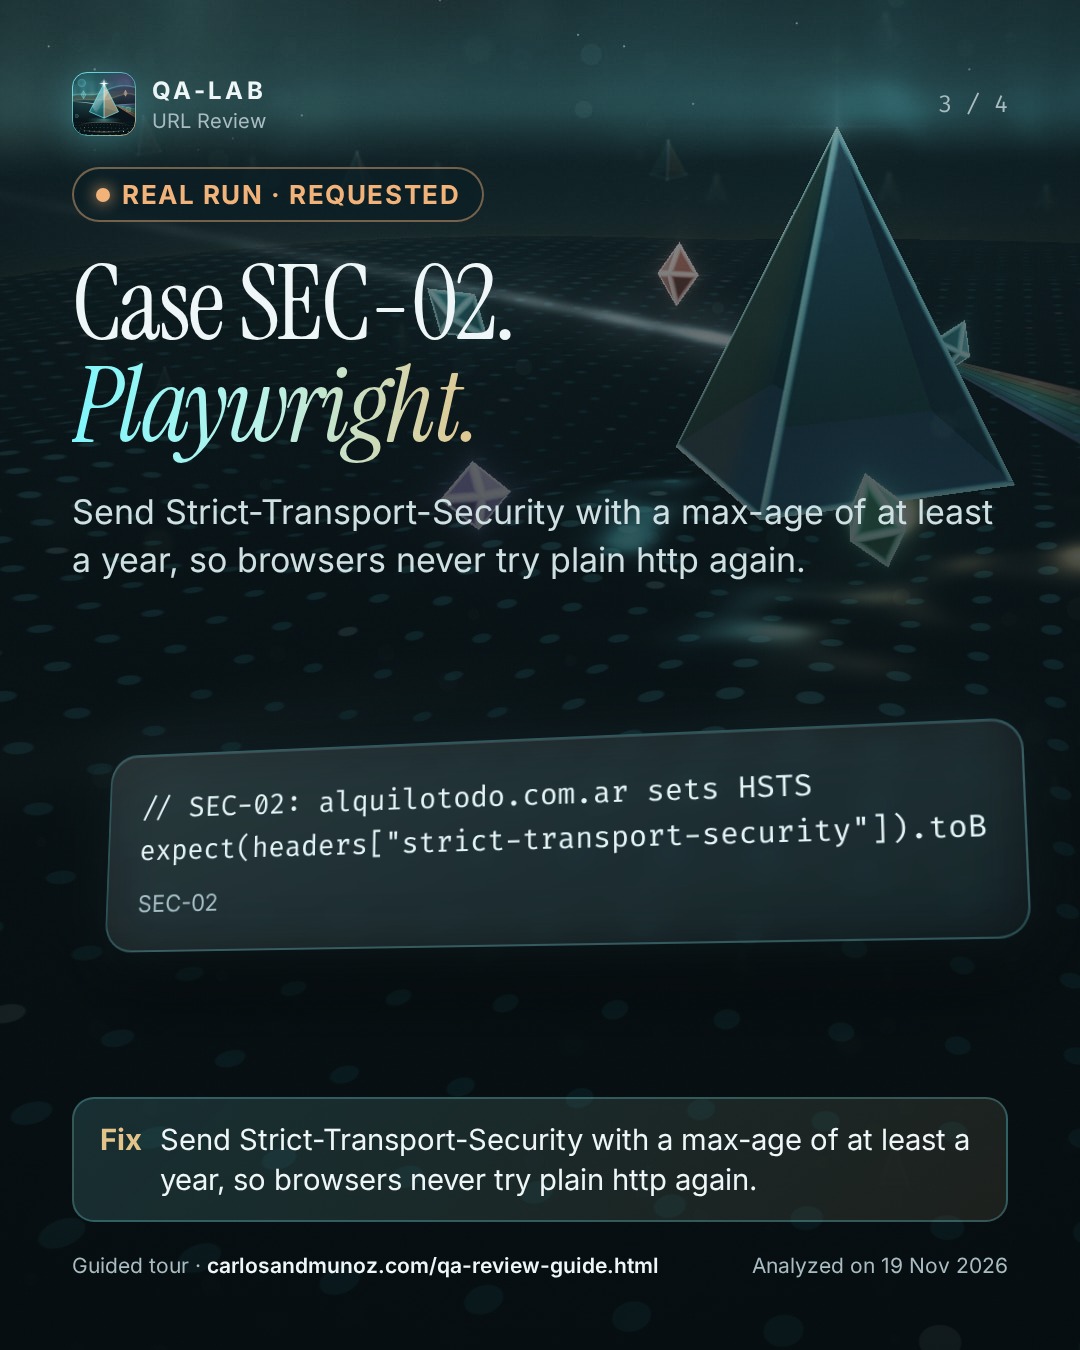 QA-LAB
URL Review
3 / 4
REAL RUN · REQUESTED
Case SEC-02.
Playwright.
Send Strict-Transport-Security with a max-age of at least
a year, so browsers never try plain http again.
// SEC-02: alquilotodo.com.ar sets HSTS
expect(headers["strict-transport-security"]).toB
SEC-02
Fix Send Strict-Transport-Security with a max-age of at least a
year, so browsers never try plain http again.
Guided tour · carlosandmunoz.com/qa-review-guide.html
Analyzed on 19 Nov 2026